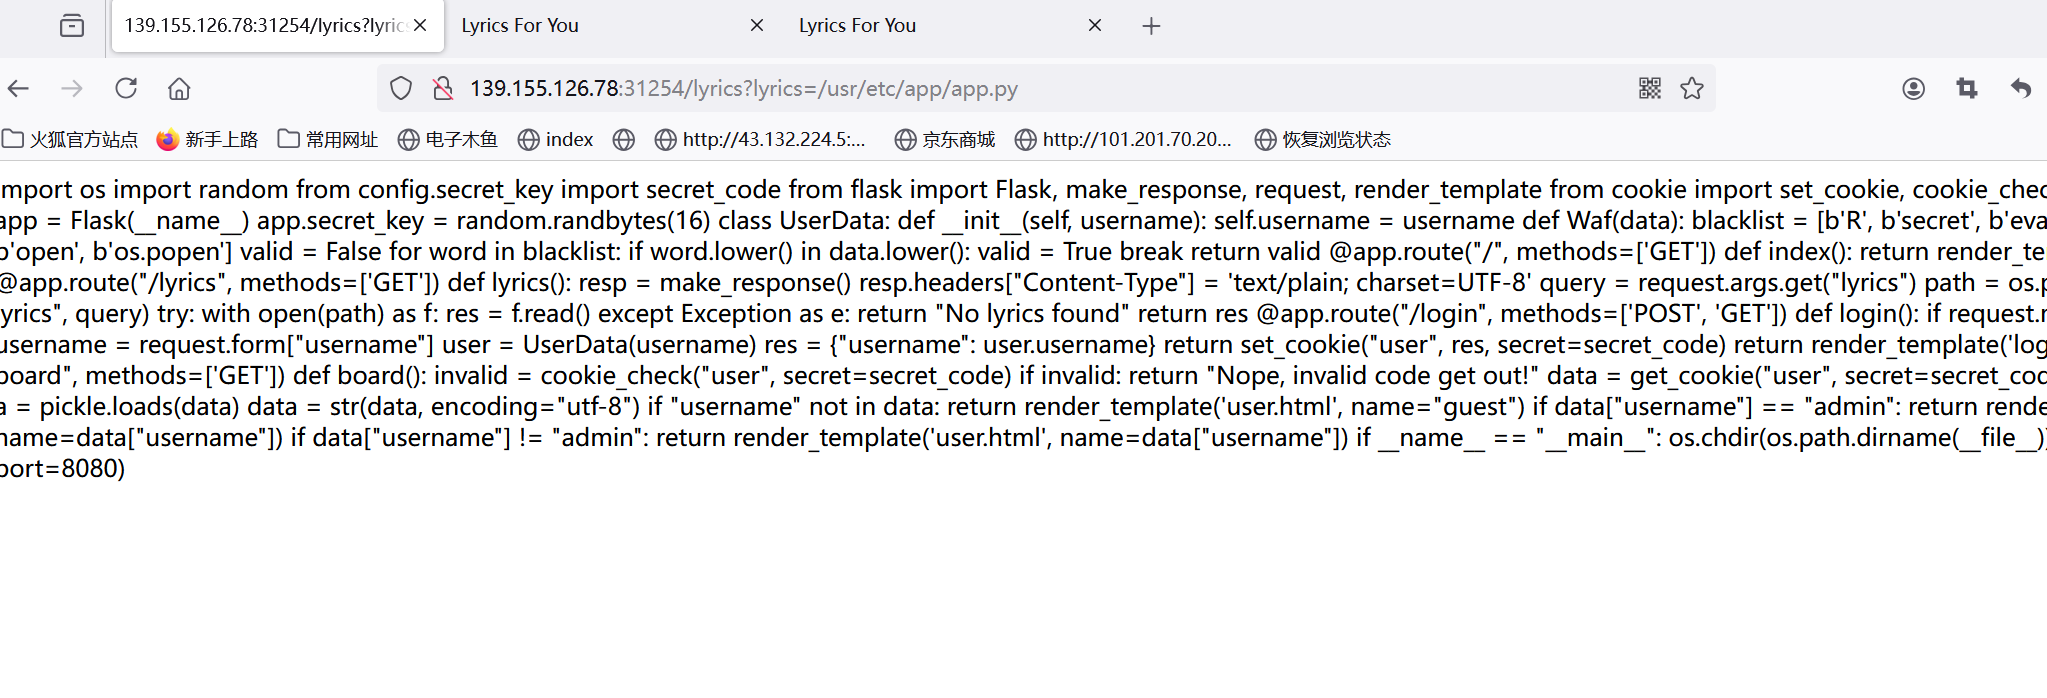 139.155.126.78:31254/lyrics?lyric
Lyrics For You
Lyrics For You
139.155.126.78:31254/lyrics?lyrics=/usr/etc/app/app.py
火狐官方站点 新手上路 常用网址 电子木鱼 index http://43.132.224.5:... 京东商城 http://101.201.70.20... 恢复浏览状态
mport os import random from config.secret_key import secret_code from flask import Flask, make_response, request, render_template from cookie import set_cookie, cookie_chec
app = Flask(__name__) app.secret_key = random.randbytes(16) class UserData: def __init__(self, username): self.username = username def Waf(data): blacklist = [b'R', b'secret', b'eva
b'open', b'os.popen'] valid = False for word in blacklist: if word.lower() in data.lower(): valid = True break return valid @app.route("/", methods=['GET']) def index(): return render_te
@app.route("/lyrics", methods=['GET']) def lyrics(): resp = make_response() resp.headers["Content-Type"] = 'text/plain; charset=UTF-8' query = request.args.get("lyrics") path = os.p
yrics", query) try: with open(path) as f: res = f.read() except Exception as e: return "No lyrics found" return res @app.route("/login", methods=['POST', 'GET']) def login(): if request.r
username = request.form["username"] user = UserData(username) res = {"username": user.username} return set_cookie("user", res, secret=secret_code) return render_template('log
board", methods=['GET']) def board(): invalid = cookie_check("user", secret=secret_code) if invalid: return "Nope, invalid code get out!" data = get_cookie("user", secret=secret_cod
a = pickle.loads(data) data = str(data, encoding="utf-8") if "username" not in data: return render_template('user.html', name="guest") if data["username"] == "admin": return rende
name=data["username"]) if data["username"] != "admin": return render_template('user.html', name=data["username"]) if __name__ == "__main__": os.chdir(os.path.dirname(__file__))
port=8080)